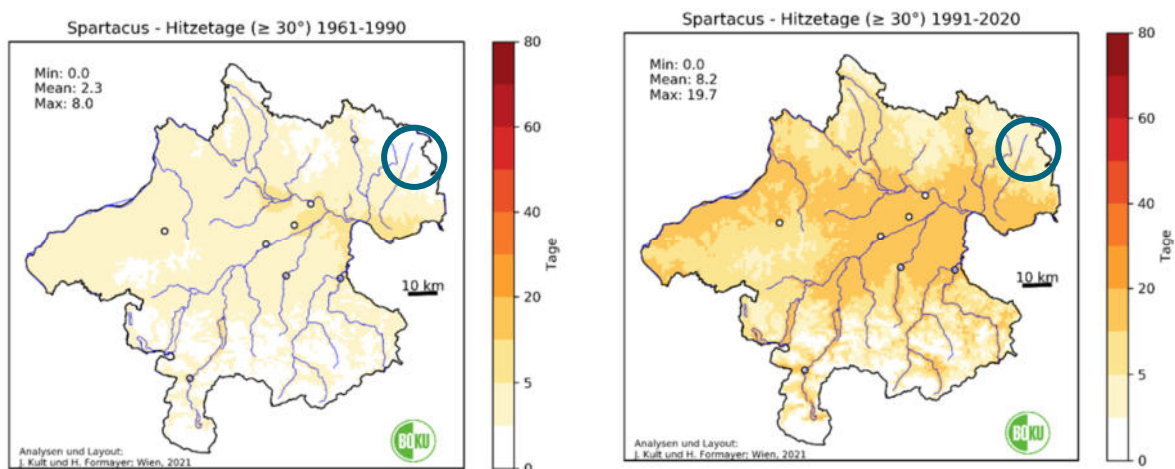 Spartacus - Hitzetage (≥ 30°) 1961-1990
Min: 0.0
Mean: 2.3
Max: 8.0
10 km
BOKU
Analysen und Layout:
J. Kult und H. Formayer; Wien, 2021
80
60
40
20
5
0
Tage
Spartacus - Hitzetage (≥ 30°) 1991-2020
Min: 0.0
Mean: 8.2
Max: 19.7
10 km
BOKU
Analysen und Layout:
J. Kult und H. Formayer; Wien, 2021
80
60
40
20
5
0
Tage